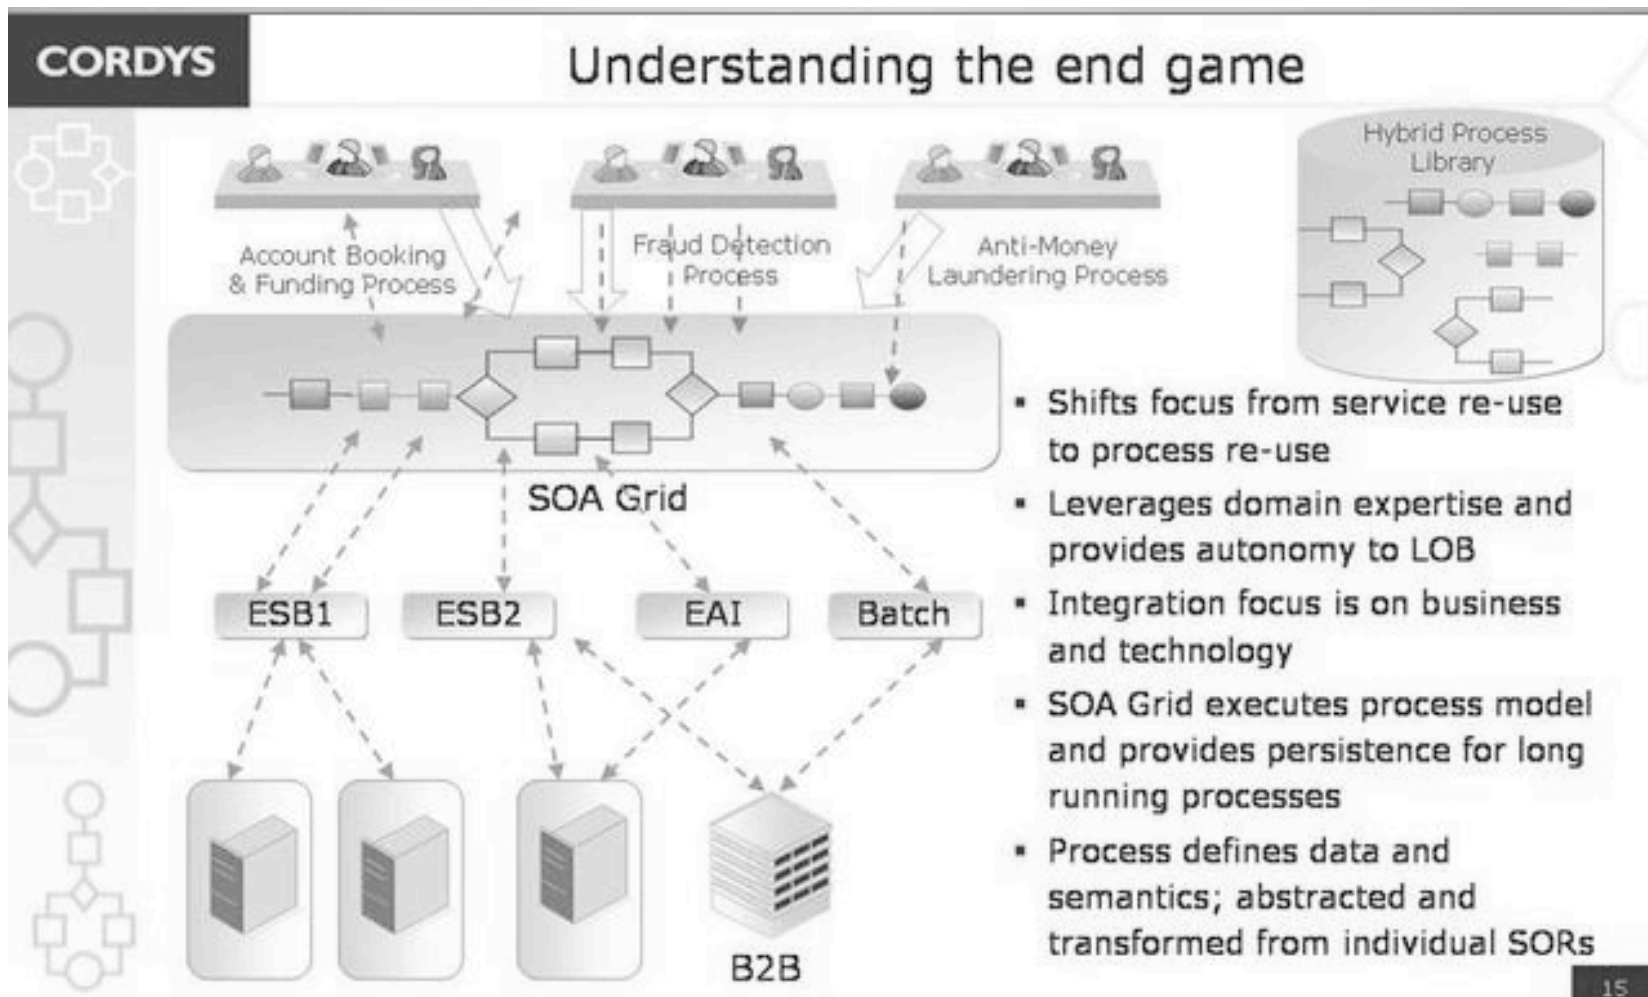 CORDYS
Understanding the end game
Hybrid Process
Library
Account Booking
& Funding Process
Fraud Detection
Process
Anti-Money
Laundering Process
SOA Grid
ESB1
ESB2
EAI
Batch
B2B
▪ Shifts focus from service re-use
to process re-use
▪ Leverages domain expertise and
provides autonomy to LOB
▪ Integration focus is on business
and technology
▪ SOA Grid executes process model
and provides persistence for long
running processes
▪ Process defines data and
semantics; abstracted and
transformed from individual SORs
15